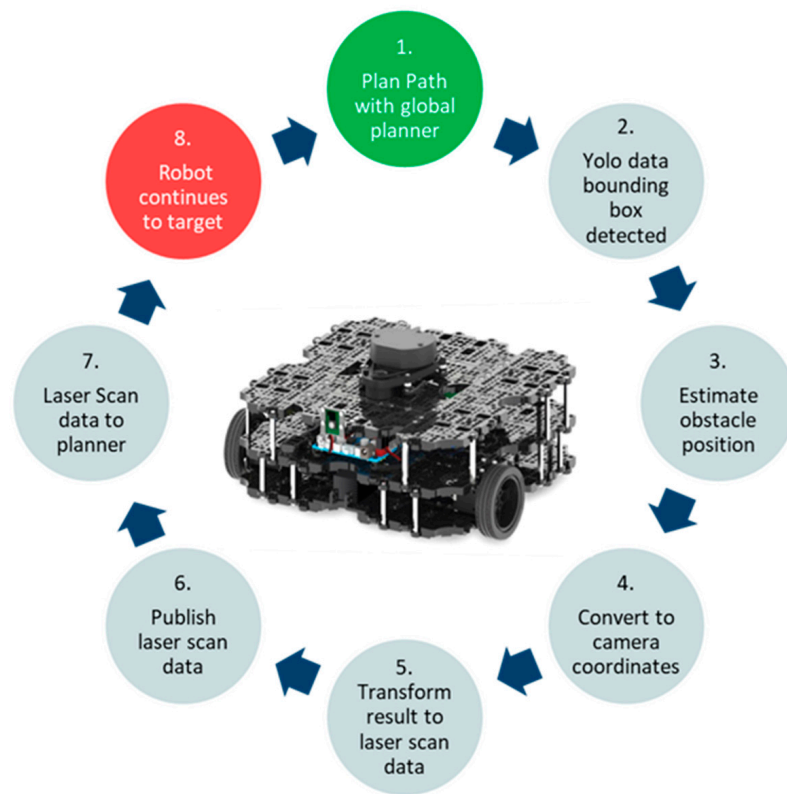 1.
Plan Path
with global
planner
2.
Yolo data
bounding
box
detected
3.
Estimate
obstacle
position
4.
Convert to
camera
coordinates
5.
Transform
result to
laser scan
data
6.
Publish
laser scan
data
7.
Laser Scan
data to
planner
8.
Robot
continues
to target